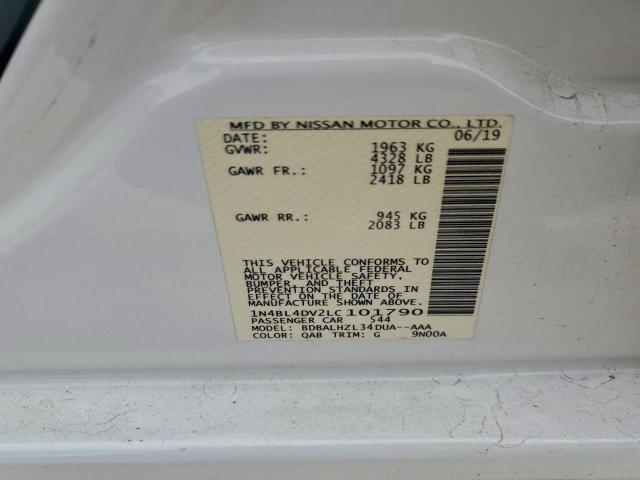 MFD BY NISSAN MOTOR CO., LTD.
DATE: 06/19
GVWR: 1963 KG
4328 LB
GAWR FR.: 1097 KG
2418 LB
GAWR RR.: 945 KG
2083 LB
THIS VEHICLE CONFORMS TO
ALL APPLICABLE FEDERAL
MOTOR VEHICLE SAFETY,
BUMPER, AND THEFT
PREVENTION STANDARDS IN
EFFECT ON THE DATE OF
MANUFACTURE SHOWN ABOVE.
1N4BL4DV2LC101790
PASSENGER CAR 544
MODEL: BDBALHZL34DUA--AAA
COLOR: QAB TRIM: G 9N00A